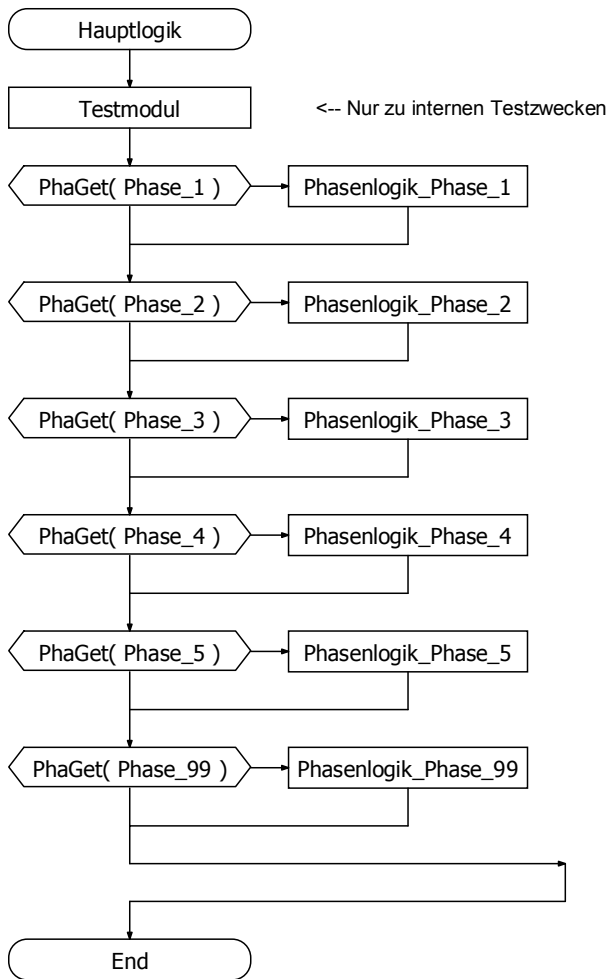 Hauptlogik
Testmodul
<-- Nur zu internen Testzwecken
PhaGet( Phase_1 )
Phasenlogik_Phase_1
PhaGet( Phase_2 )
Phasenlogik_Phase_2
PhaGet( Phase_3 )
Phasenlogik_Phase_3
PhaGet( Phase_4 )
Phasenlogik_Phase_4
PhaGet( Phase_5 )
Phasenlogik_Phase_5
PhaGet( Phase_99 )
Phasenlogik_Phase_99
End